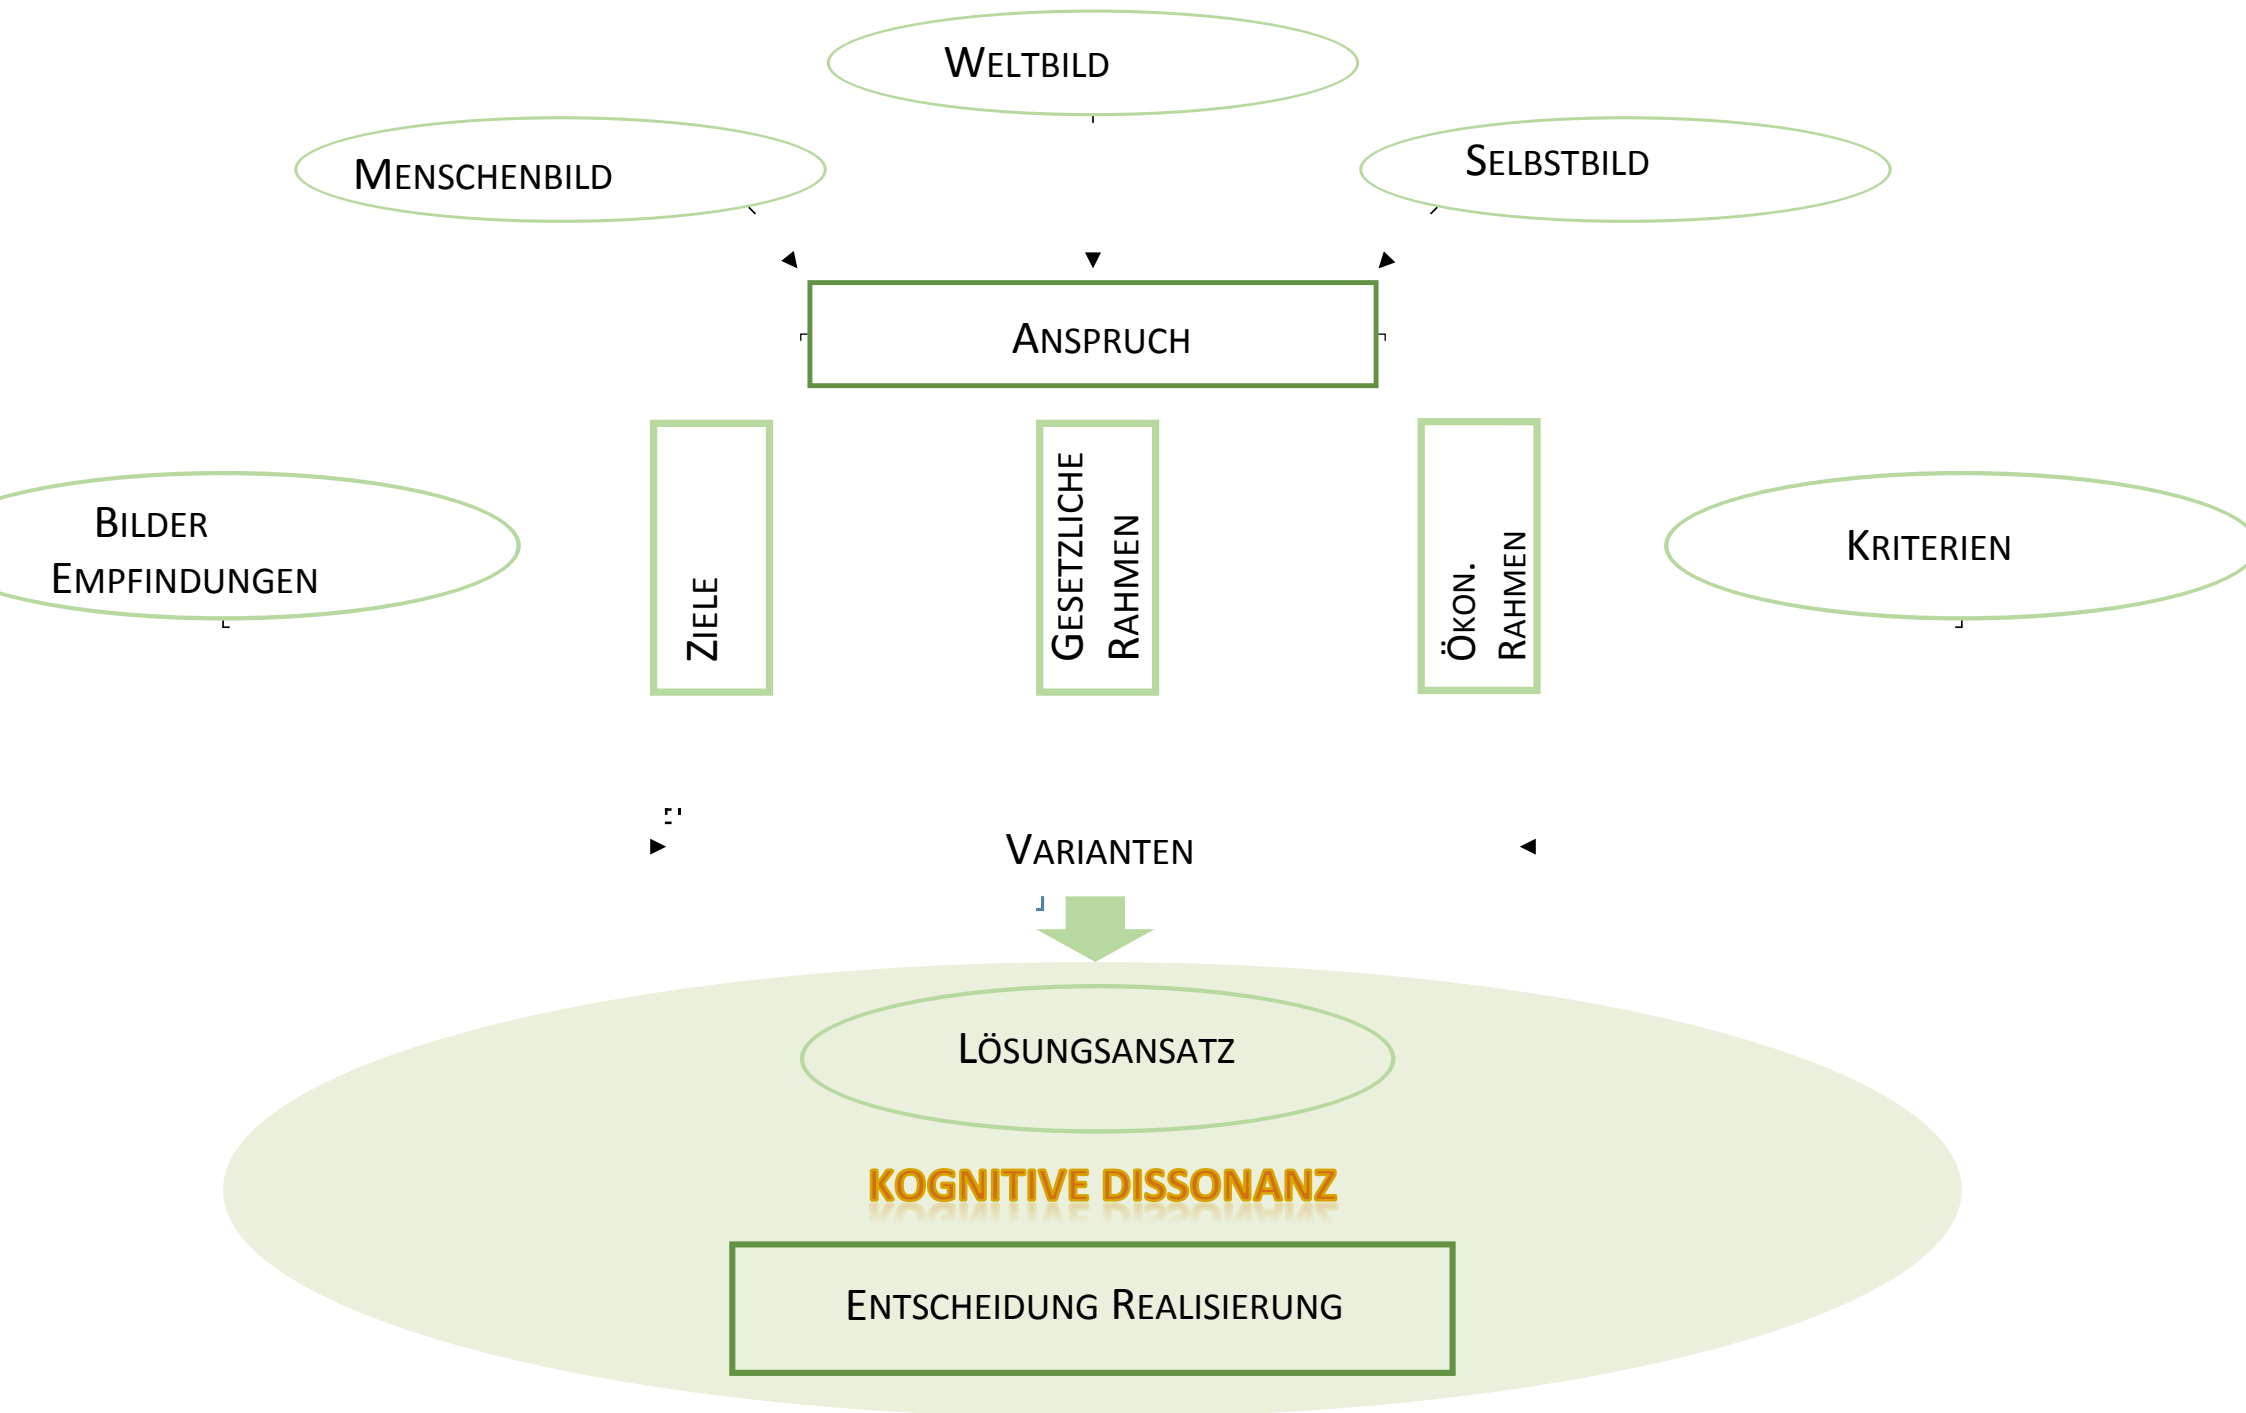 WELTBILD
MENSCHENBILD
SELBSTBILD
ANSPRUCH
BILDER
EMPFINDUNGEN
ZIELE
GESETZLICHE
RAHMEN
ÖKON.
RAHMEN
KRITERIEN
VARIANTEN
LÖSUNGSANSATZ
KOGNITIVE DISSONANZ
ENTSCHEIDUNG REALISIERUNG